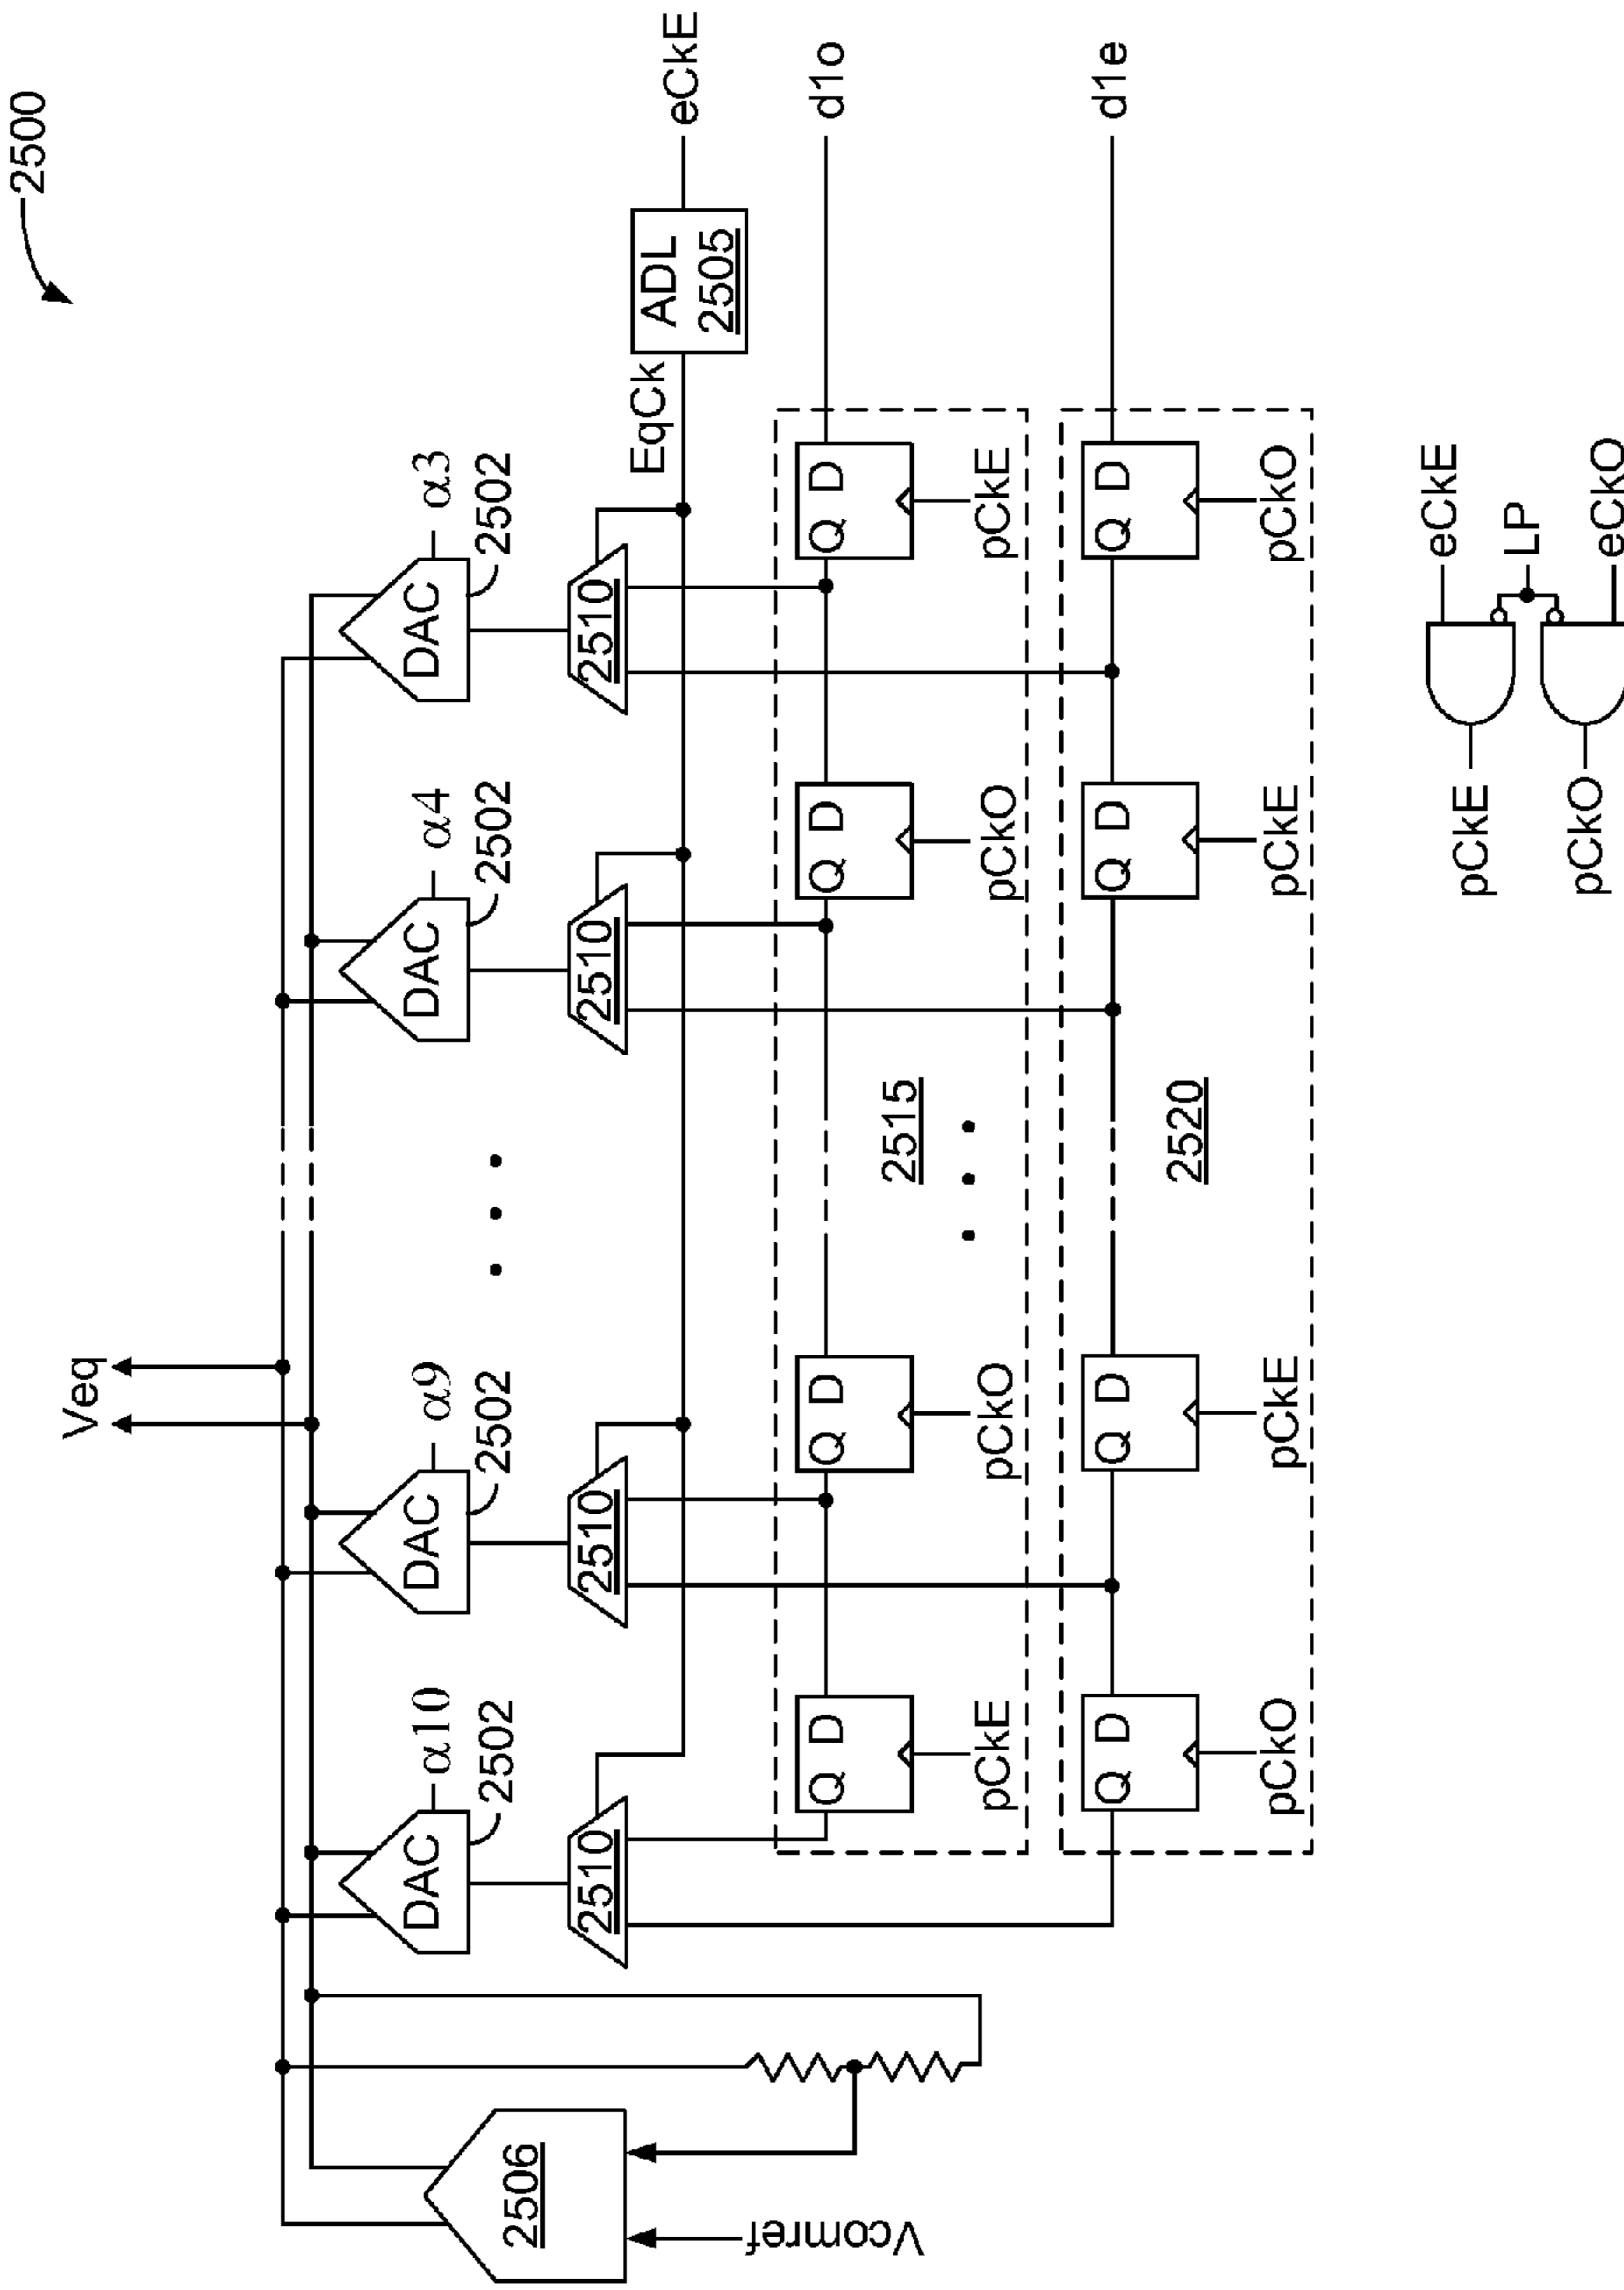 2500
Veq
α10
α9
α4
α3
DAC
DAC
DAC
DAC
2502
2502
2502
2502
2506
Vcomref
2510
2510
2510
2510
EqCk
ADL
2505
eCkE
Q D
Q D
Q D
Q D
d1o
pCkE
pCkO
2515
pCkO
pCkE
Q D
Q D
Q D
Q D
d1e
pCkO
pCkE
2520
pCkE
pCkO
pCkE
eCkE
LP
pCkO
eCkO